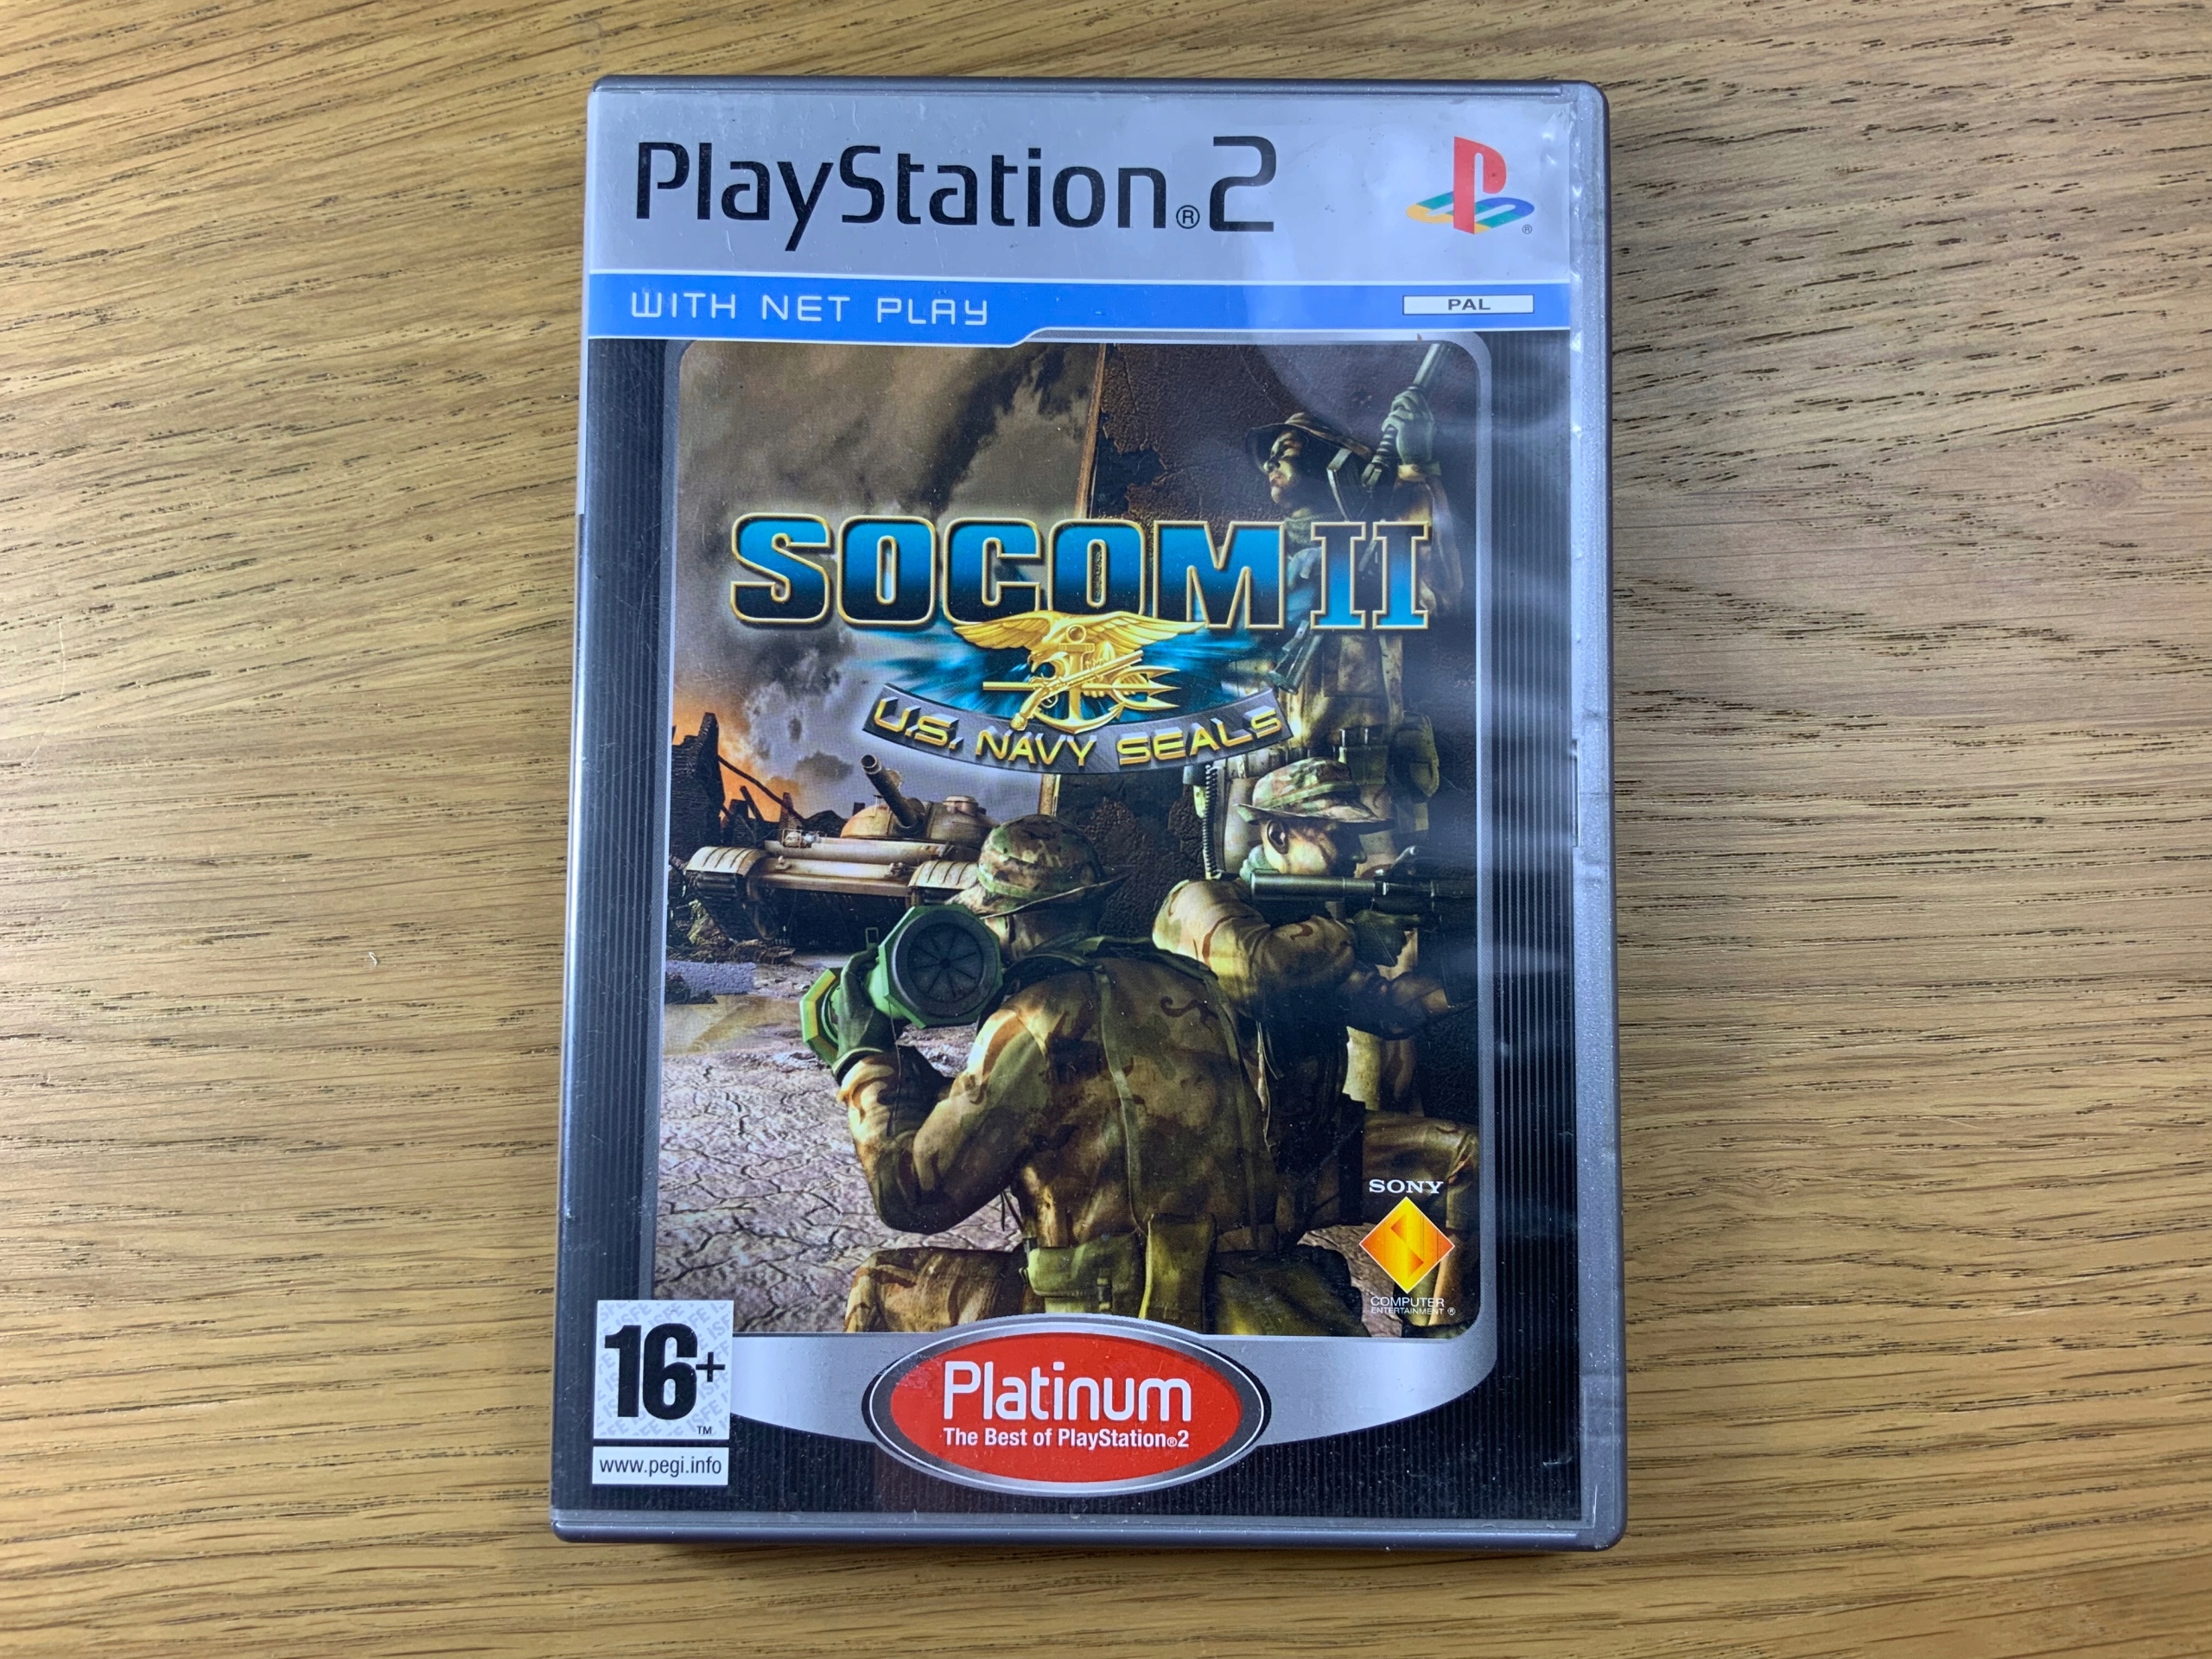 PlayStation®2
WITH NET PLAY
PAL
SOCOM II
U.S. NAVY SEALS
SONY
COMPUTER
ENTERTAINMENT ®
16+
TM
www.pegi.info
Platinum
The Best of PlayStation®2